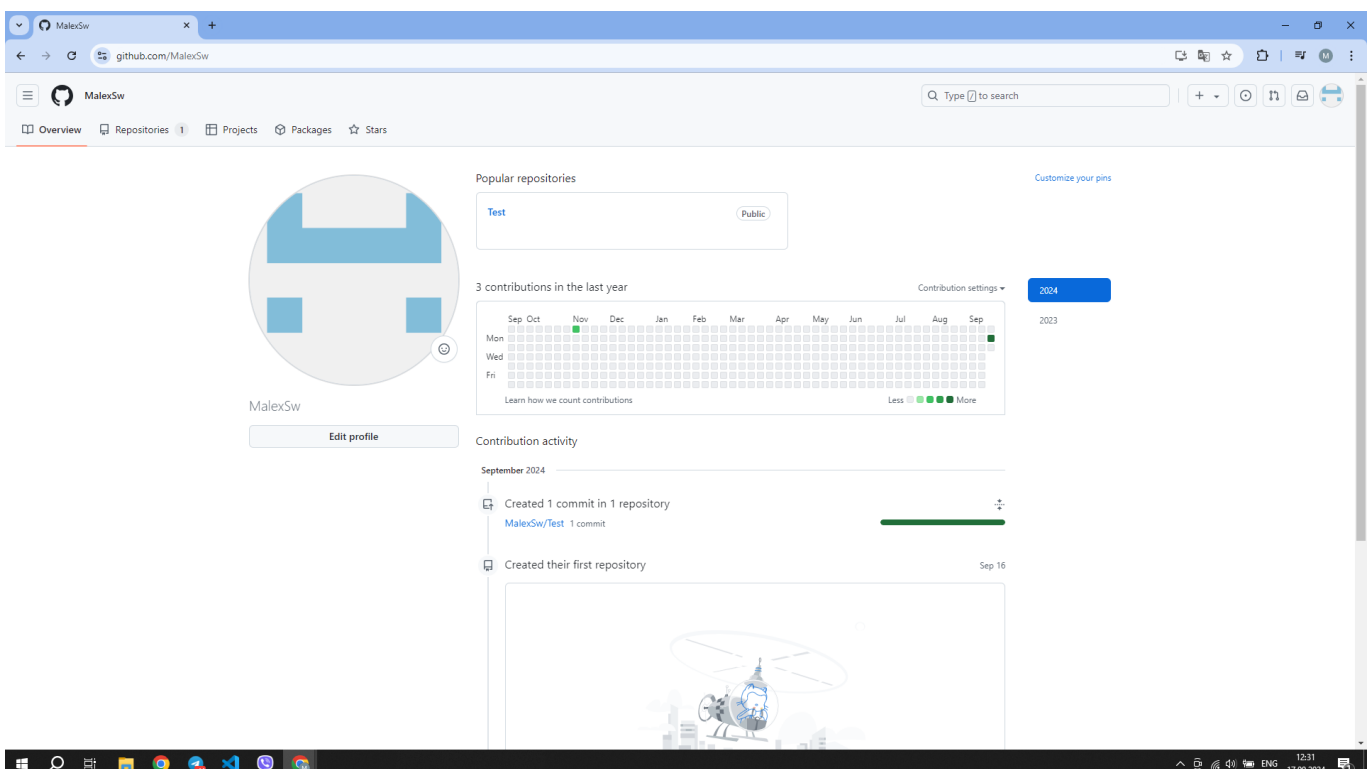 MalexSw
github.com/MalexSw
M
MalexSw
Type / to search
Overview
Repositories 1
Projects
Packages
Stars
Popular repositories
Customize your pins
Test
Public
3 contributions in the last year
Contribution settings
2024
2023
Sep Oct Nov Dec Jan Feb Mar Apr May Jun Jul Aug Sep
Mon
Wed
Fri
Learn how we count contributions
Less More
MalexSw
Edit profile
Contribution activity
September 2024
Created 1 commit in 1 repository
MalexSw/Test 1 commit
Created their first repository
Sep 16
ENG
12:31
17.09.2024